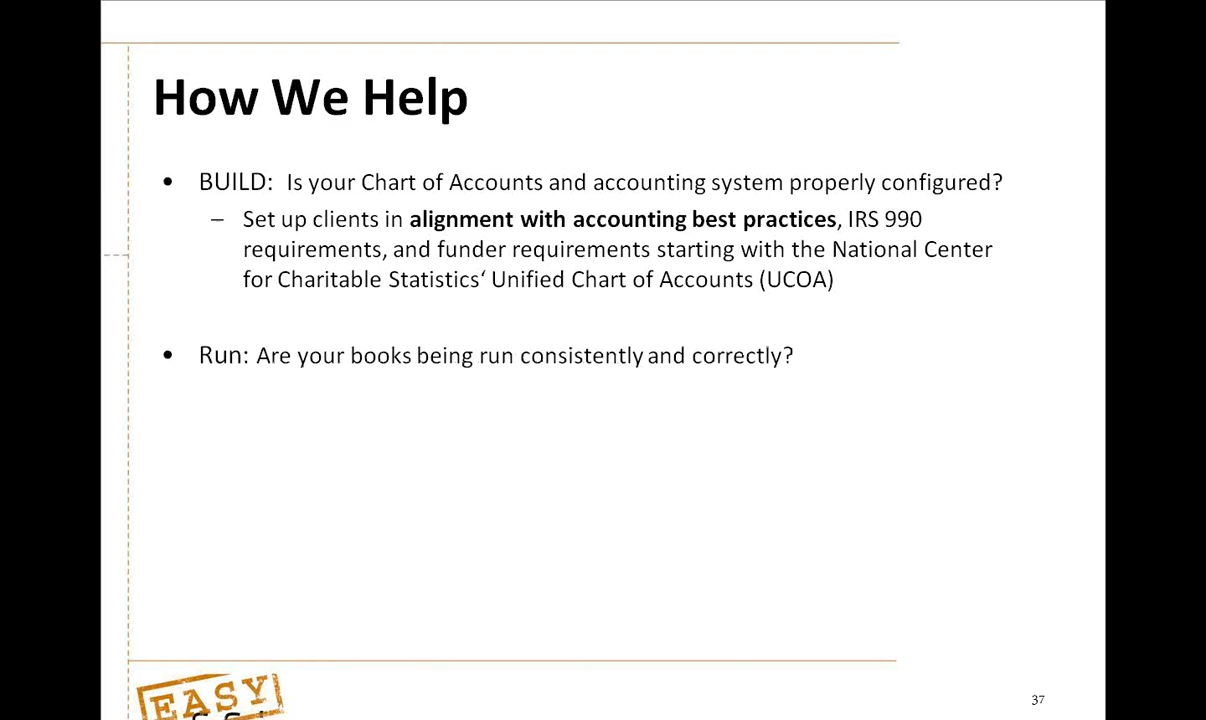 How We Help
• BUILD: Is your Chart of Accounts and accounting system properly configured?
– Set up clients in alignment with accounting best practices, IRS 990
requirements, and funder requirements starting with the National Center
for Charitable Statistics‘ Unified Chart of Accounts (UCOA)
• Run: Are your books being run consistently and correctly?
EASY
37